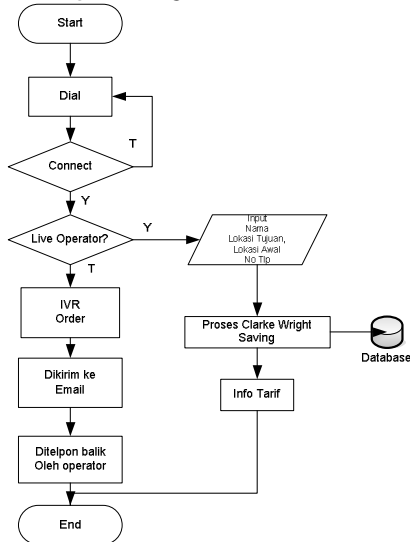 Start
Dial
T
Connect
Y
Live Operator?
Y
T
Input
Nama
Lokasi Tujuan,
Lokasi Awal
No Tlp
IVR
Order
Proses Clarke Wright
Saving
Database
Dikirim ke
Email
Info Tarif
Ditelpon balik
Oleh operator
End